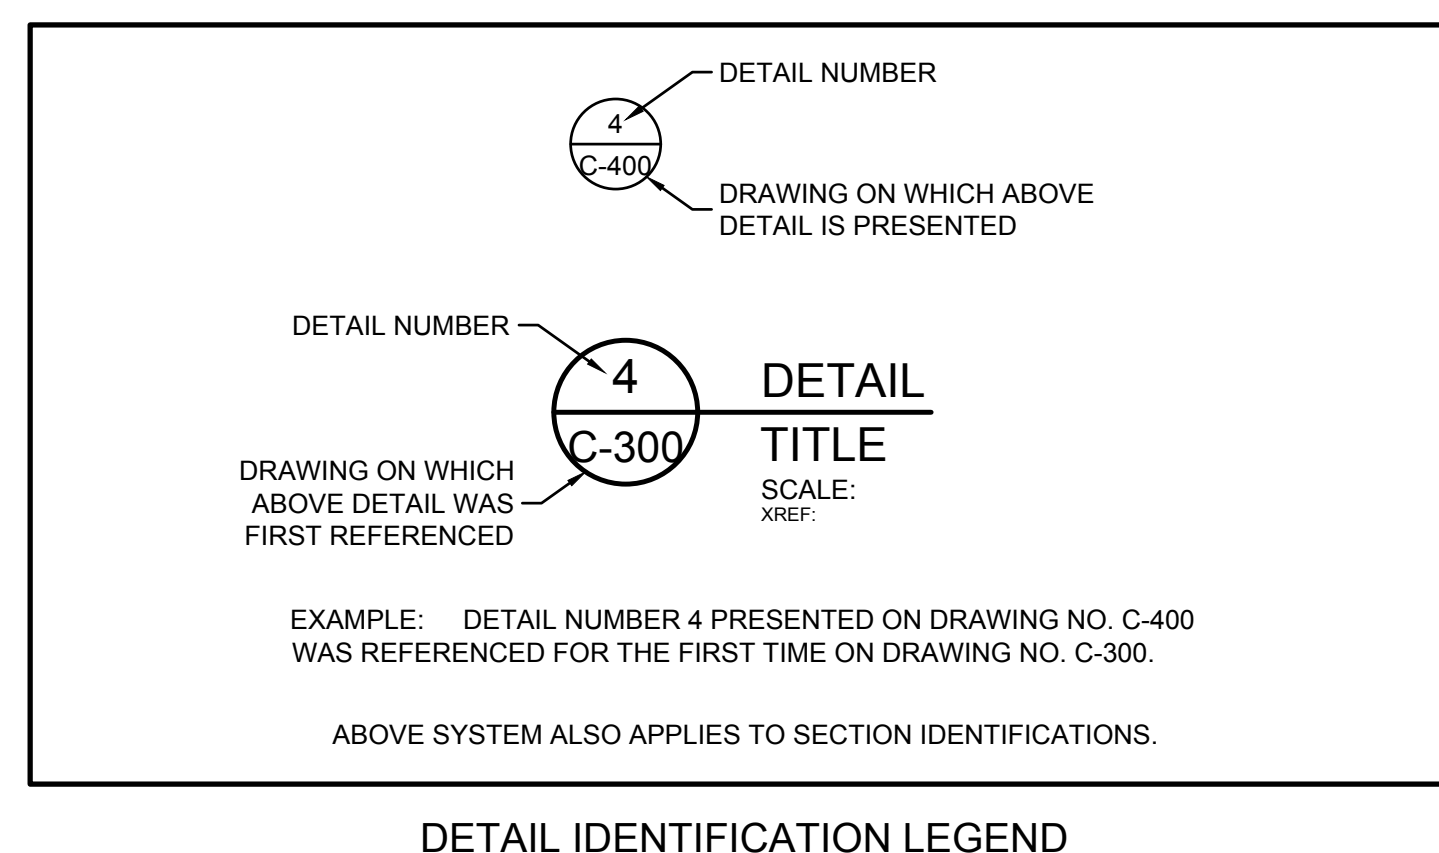 DETAIL NUMBER
4
C-400
DRAWING ON WHICH ABOVE
DETAIL IS PRESENTED
DETAIL NUMBER
4
DETAIL
C-300
TITLE
DRAWING ON WHICH
ABOVE DETAIL WAS
FIRST REFERENCED
SCALE:
XREF:
EXAMPLE: DETAIL NUMBER 4 PRESENTED ON DRAWING NO. C-400
WAS REFERENCED FOR THE FIRST TIME ON DRAWING NO. C-300.
ABOVE SYSTEM ALSO APPLIES TO SECTION IDENTIFICATIONS.
DETAIL IDENTIFICATION LEGEND